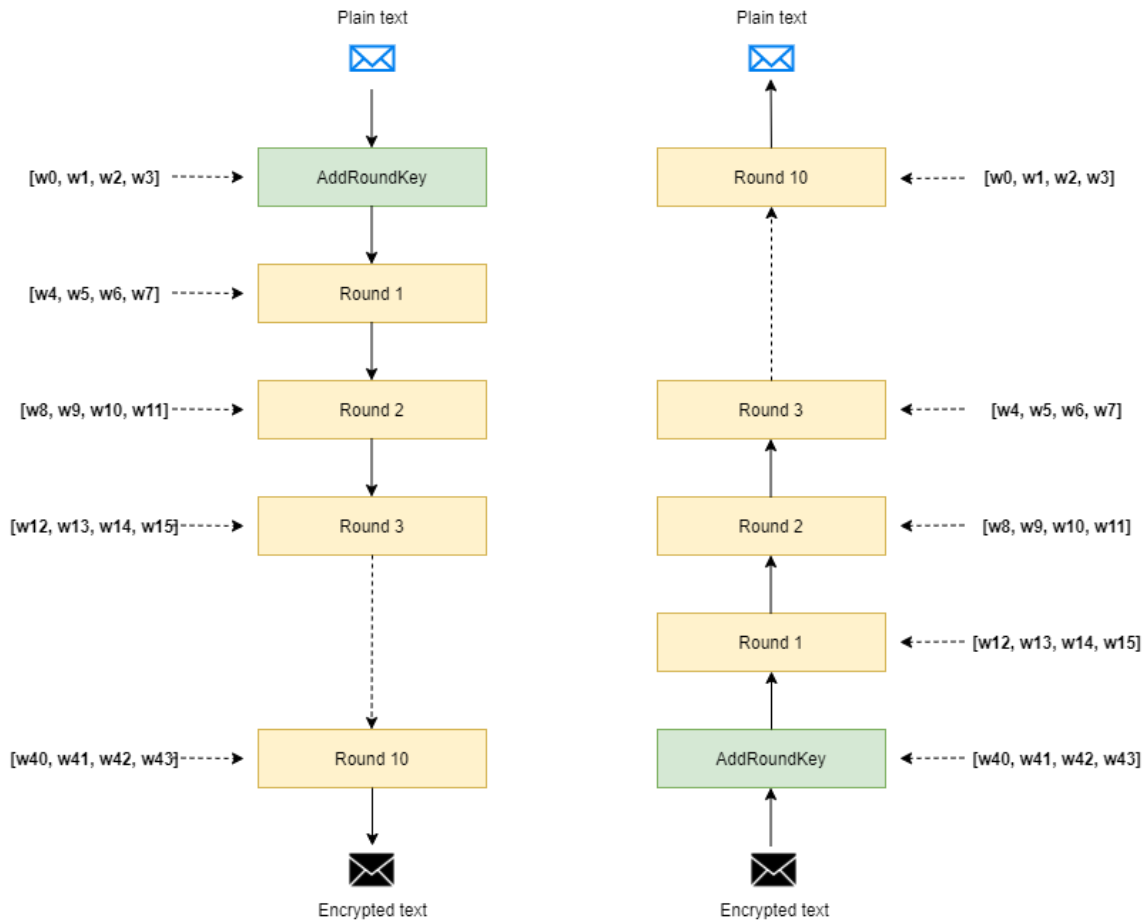 Plain text
Plain text
[w0, w1, w2, w3]
AddRoundKey
Round 10
[w0, w1, w2, w3]
[w4, w5, w6, w7]
Round 1
[w8, w9, w10, w11]
Round 2
Round 3
[w4, w5, w6, w7]
[w12, w13, w14, w15]
Round 3
Round 2
[w8, w9, w10, w11]
Round 1
[w12, w13, w14, w15]
[w40, w41, w42, w43]
Round 10
AddRoundKey
[w40, w41, w42, w43]
Encrypted text
Encrypted text